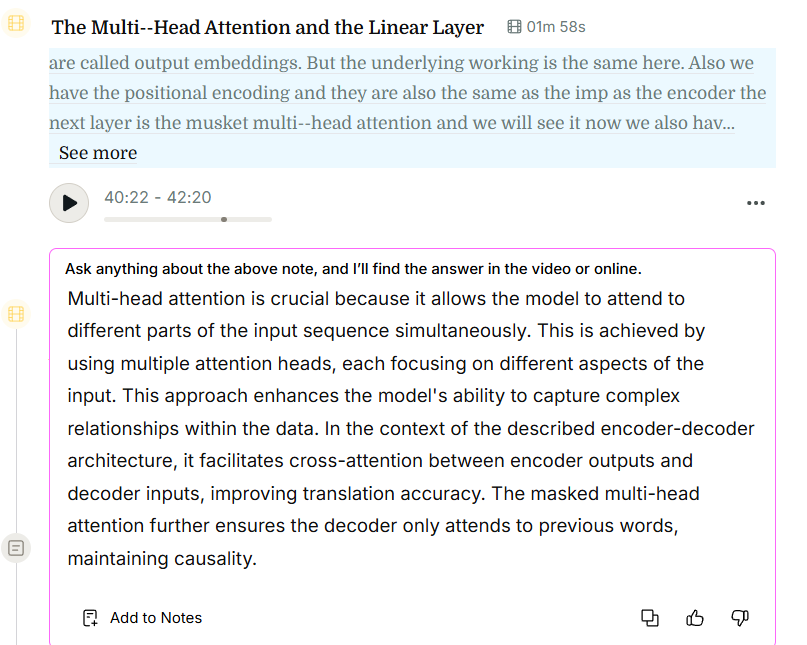 The Multi--Head Attention and the Linear Layer 01m 58s
are called output embeddings. But the underlying working is the same here. Also we
have the positional encoding and they are also the same as the imp as the encoder the
next layer is the musket multi--head attention and we will see it now we also hav...
See more
40:22 - 42:20
Ask anything about the above note, and I’ll find the answer in the video or online.
Multi-head attention is crucial because it allows the model to attend to
different parts of the input sequence simultaneously. This is achieved by
using multiple attention heads, each focusing on different aspects of the
input. This approach enhances the model's ability to capture complex
relationships within the data. In the context of the described encoder-decoder
architecture, it facilitates cross-attention between encoder outputs and
decoder inputs, improving translation accuracy. The masked multi-head
attention further ensures the decoder only attends to previous words,
maintaining causality.
Add to Notes